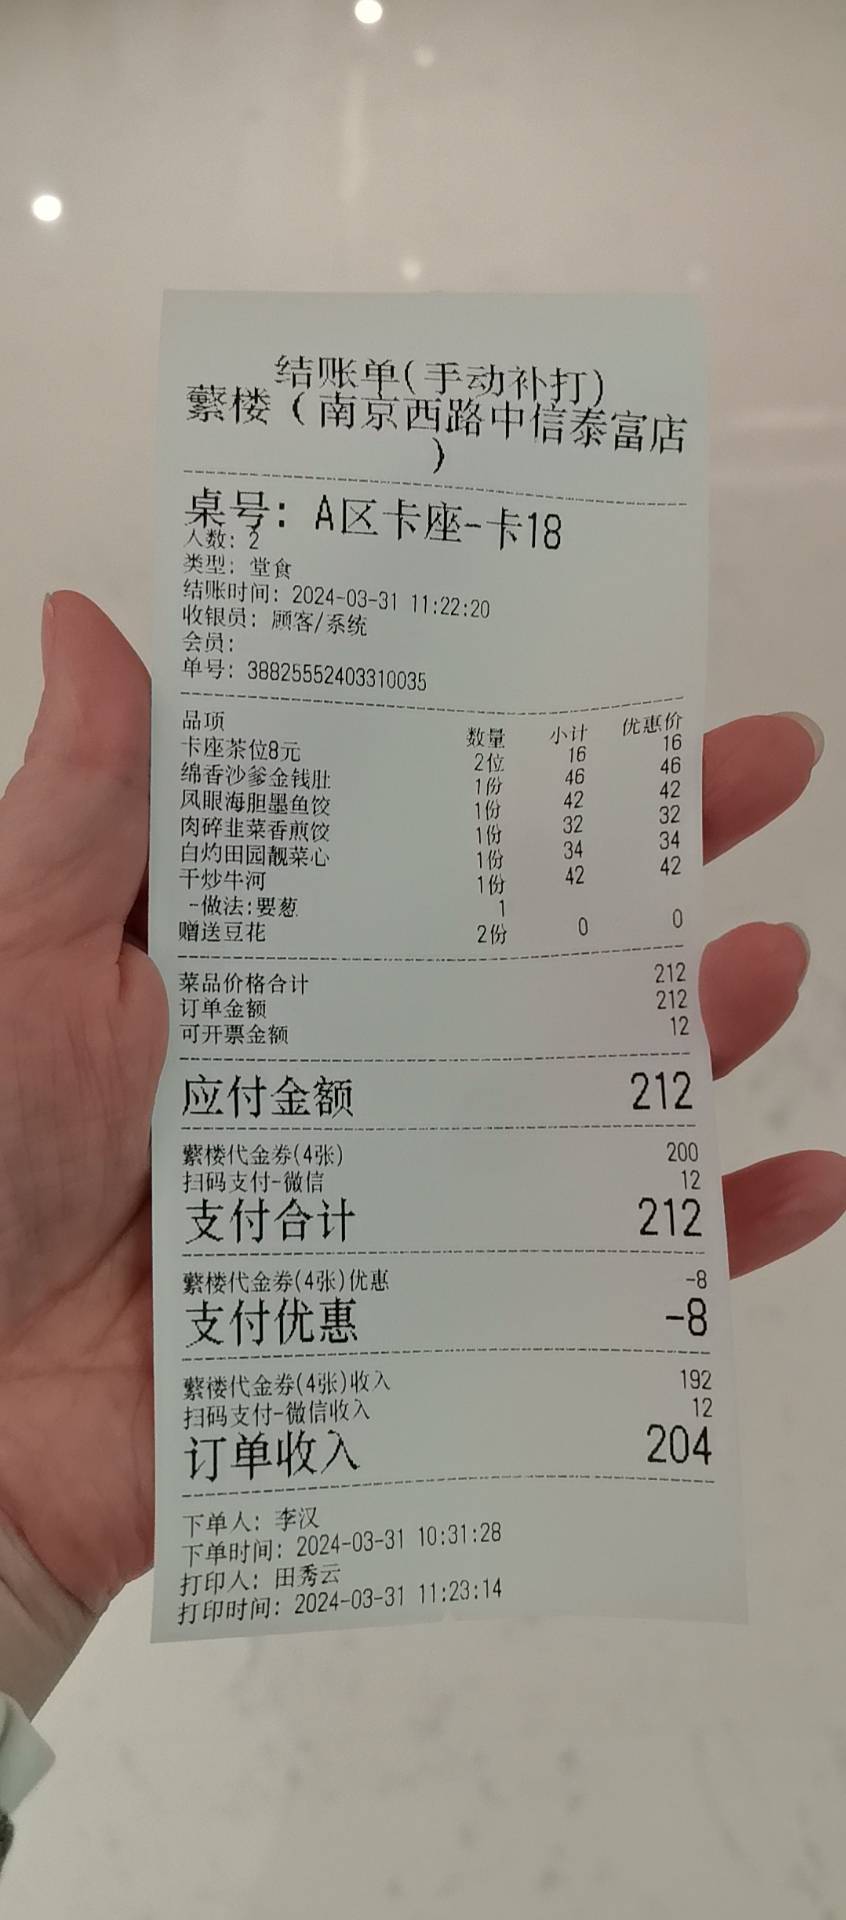 结账单(手动补打)
蘩楼（南京西路中信泰富店
）
桌号：A区卡座-卡18
人数：2
类型：堂食
结账时间：2024-03-31 11:22:20
收银员：顾客/系统
会员：
单号：38825552403310035
品项 数量 小计 优惠价
卡座茶位8元 2位 16 16
绵香沙爹金钱肚 1份 46 46
凤眼海胆墨鱼饺 1份 42 42
肉碎韭菜香煎饺 1份 32 32
白灼田园靓菜心 1份 34 34
干炒牛河 1份 42 42
-做法:要葱 1
赠送豆花 2份 0 0
菜品价格合计 212
订单金额 212
可开票金额 12
应付金额 212
蘩楼代金券(4张) 200
扫码支付-微信 12
支付合计 212
蘩楼代金券(4张)优惠 -8
支付优惠 -8
蘩楼代金券(4张)收入 192
扫码支付-微信收入 12
订单收入 204
下单人：李汉
下单时间：2024-03-31 10:31:28
打印人：田秀云
打印时间：2024-03-31 11:23:14